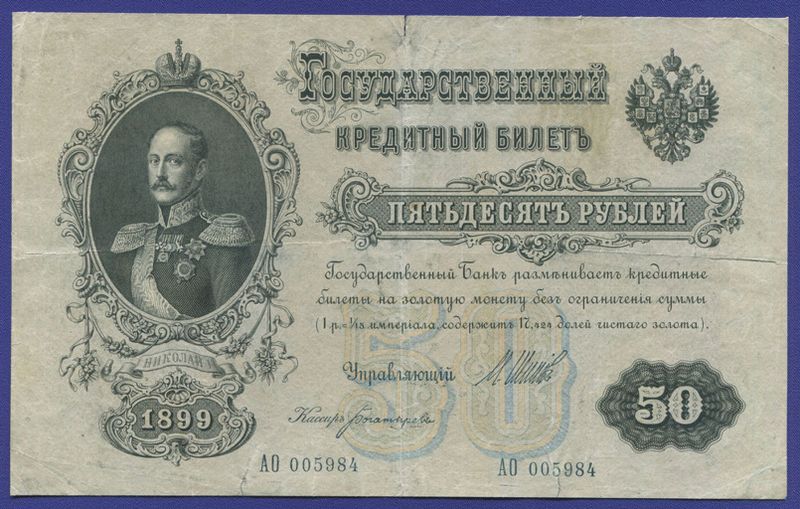 Государственный
кредитный билетъ
ПЯТЬДЕСЯТЪ РУБЛЕЙ
Государственный Банкъ размѣниваетъ кредитные
билеты на золотую монету безъ ограниченія суммы
(1 р.= 1/15 имперіала, содержитъ 17,424 долей чистаго золота).
50
Управляющій
Кассиръ
НИКОЛАЙ I
1899
50
АО 005984
АО 005984